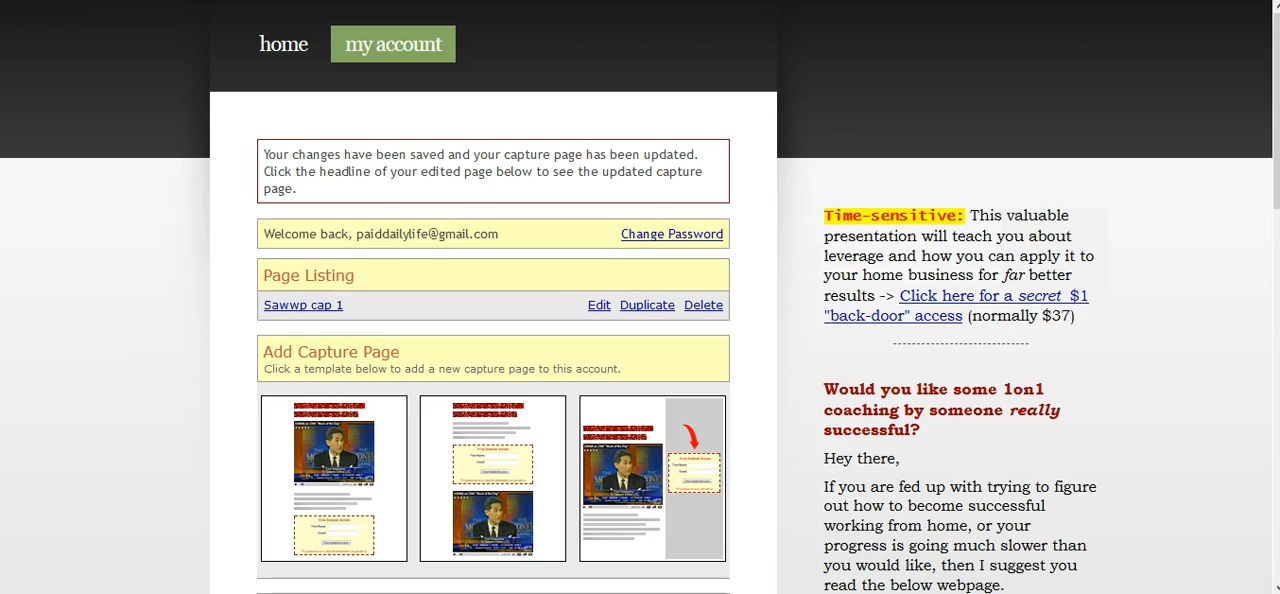 home
my account
Your changes have been saved and your capture page has been updated.
Click the headline of your edited page below to see the updated capture
page.
Welcome back, paiddailylife@gmail.com
Change Password
Page Listing
Sawwp cap 1
Edit Duplicate Delete
Add Capture Page
Click a template below to add a new capture page to this account.
Time-sensitive: This valuable
presentation will teach you about
leverage and how you can apply it to
your home business for far better
results -> Click here for a secret $1
"back-door" access (normally $37)
----------------------------
Would you like some 1on1
coaching by someone really
successful?
Hey there,
If you are fed up with trying to figure
out how to become successful
working from home, or your
progress is going much slower than
you would like, then I suggest you
read the below webpage.